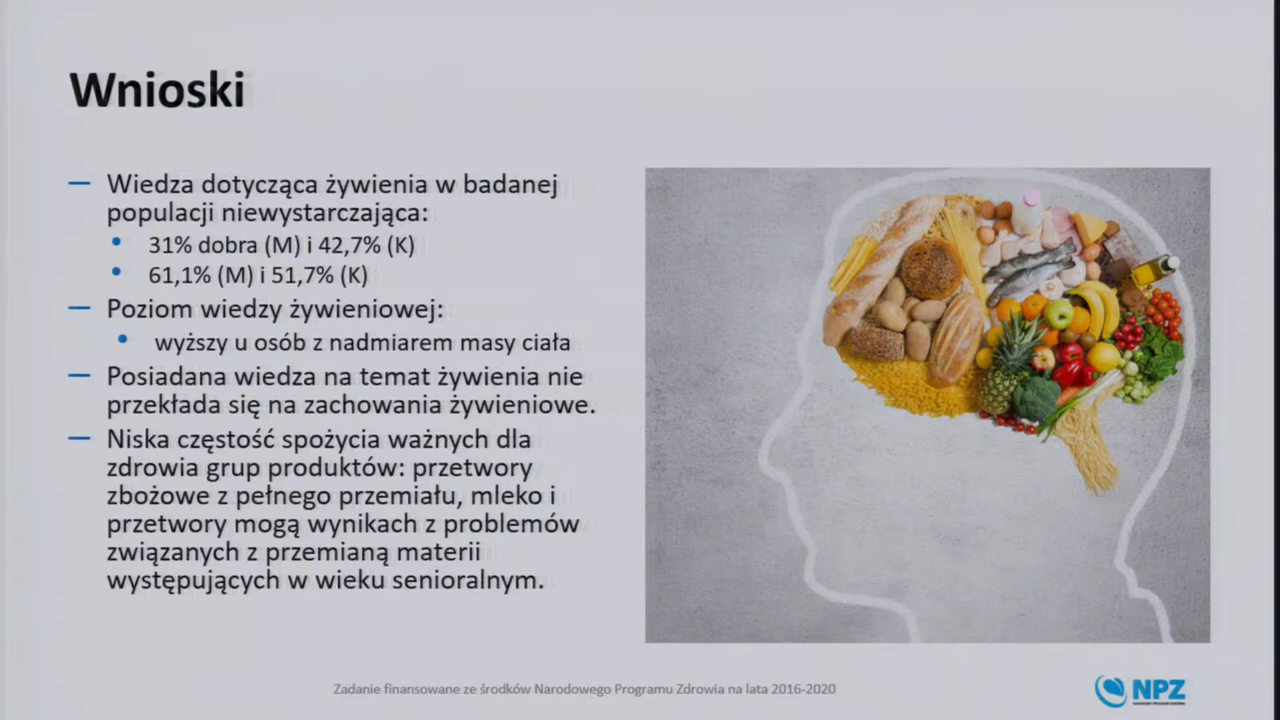 Wnioski
— Wiedza dotycząca żywienia w badanej
populacji niewystarczająca:
• 31% dobra (M) i 42,7% (K)
• 61,1% (M) i 51,7% (K)
— Poziom wiedzy żywieniowej:
• wyższy u osób z nadmiarem masy ciała
— Posiadana wiedza na temat żywienia nie
przekłada się na zachowania żywieniowe.
— Niska częstość spożycia ważnych dla
zdrowia grup produktów: przetwory
zbożowe z pełnego przemiału, mleko i
przetwory mogą wynikach z problemów
związanych z przemianą materii
występujących w wieku senioralnym.
Zadanie finansowane ze środków Narodowego Programu Zdrowia na lata 2016-2020
NPZ